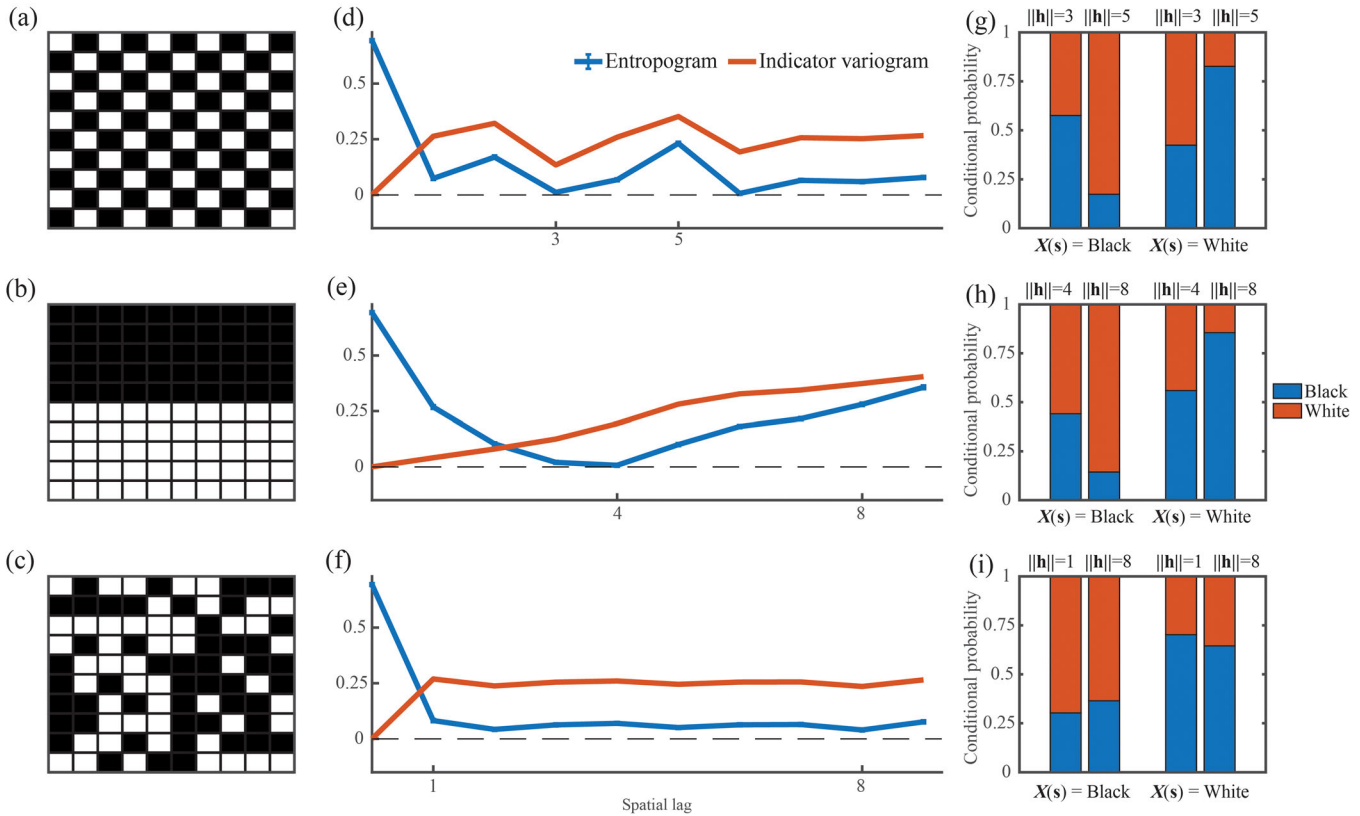 (a)
(d)
(g)
||h||=3 ||h||=5 ||h||=3 ||h||=5
Entropogram
Indicator variogram
0.5
0.25
0
3
5
Conditional probability
1
0.75
0.5
0.25
0
X(s) = Black
X(s) = White
(b)
(e)
(h)
||h||=4 ||h||=8 ||h||=4 ||h||=8
0.5
0.25
0
4
8
Conditional probability
1
0.75
0.5
0.25
0
X(s) = Black
X(s) = White
Black
White
(c)
(f)
(i)
||h||=1 ||h||=8 ||h||=1 ||h||=8
0.5
0.25
0
1
8
Spatial lag
Conditional probability
1
0.75
0.5
0.25
0
X(s) = Black
X(s) = White